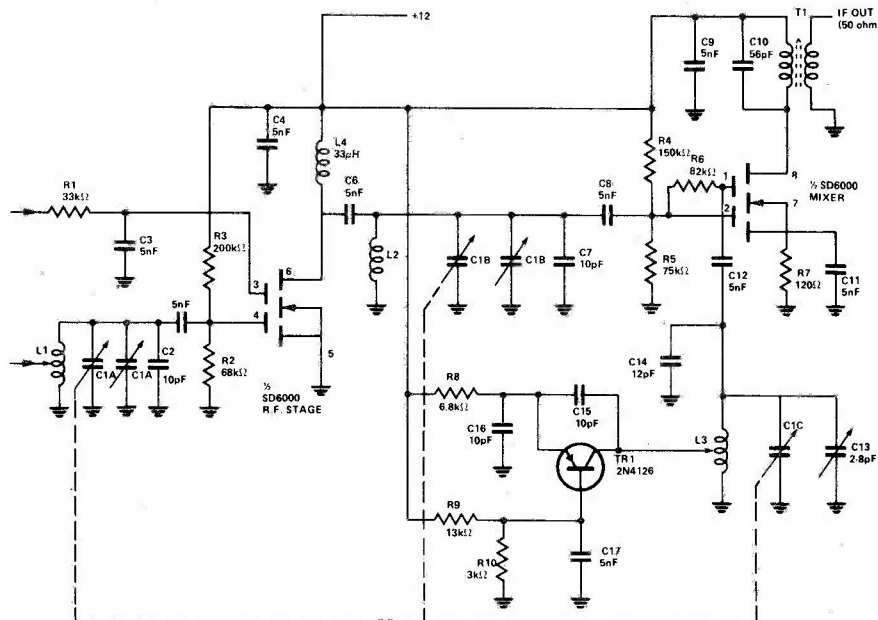 T1
IF OUT
(50 ohm
+12
C9
5nF
C10
56pF
C4
5nF
L4
33µH
R4
150kΩ
R6
82kΩ
1
8
½ SD6000
MIXER
7
2
R1
33kΩ
C6
5nF
C8
5nF
C3
5nF
R3
200kΩ
3
6
4
5
L2
C1B
C1B
C7
10pF
R5
75kΩ
C12
5nF
R7
120Ω
C11
5nF
5nF
L1
C1A
C1A
C2
10pF
R2
68kΩ
½
SD6000
R.F. STAGE
C14
12pF
R8
6.8kΩ
C15
10pF
C16
10pF
L3
C1C
C13
2-8pF
TR1
2N4126
R9
13kΩ
R10
3kΩ
C17
5nF